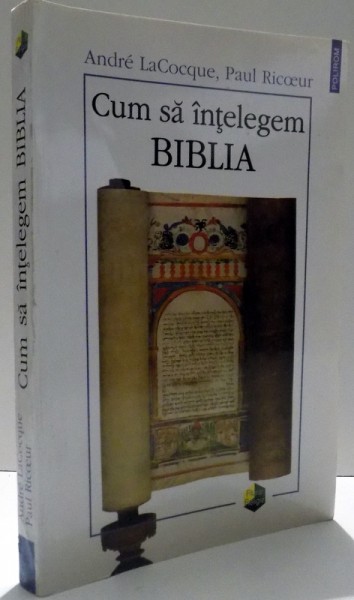 André LaCocque, Paul Ricœur
POLIROM
Cum să înţelegem
BIBLIA
Cum să înţelegem BIBLIA
André LaCocque
Paul Ricœur